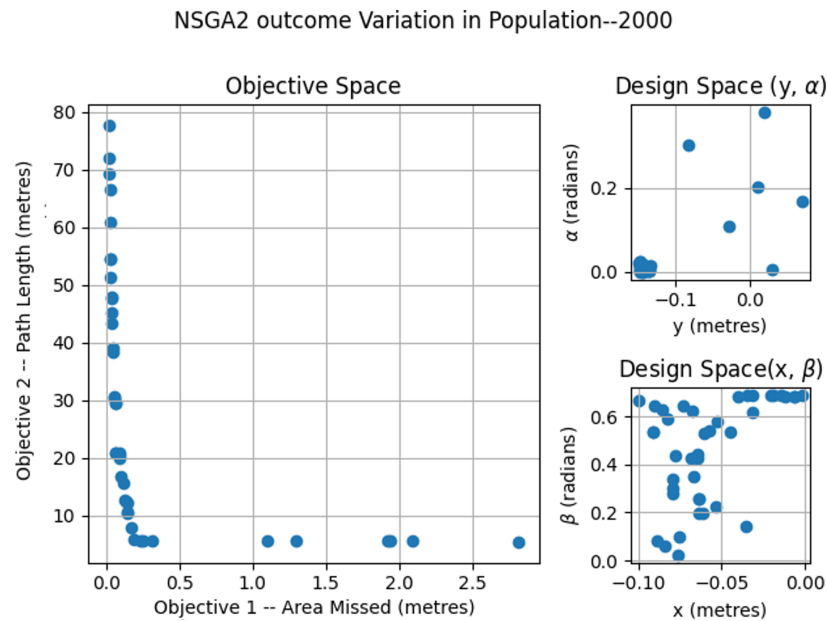 NSGA2 outcome Variation in Population--2000
Objective Space
80
70
60
50
40
30
20
10
Objective 2 -- Path Length (metres)
0.0 0.5 1.0 1.5 2.0 2.5
Objective 1 -- Area Missed (metres)
Design Space (y, α)
0.2
0.0
α (radians)
−0.1 0.0
y (metres)
Design Space(x, β)
0.6
0.4
0.2
0.0
β (radians)
−0.10 −0.05 0.00
x (metres)